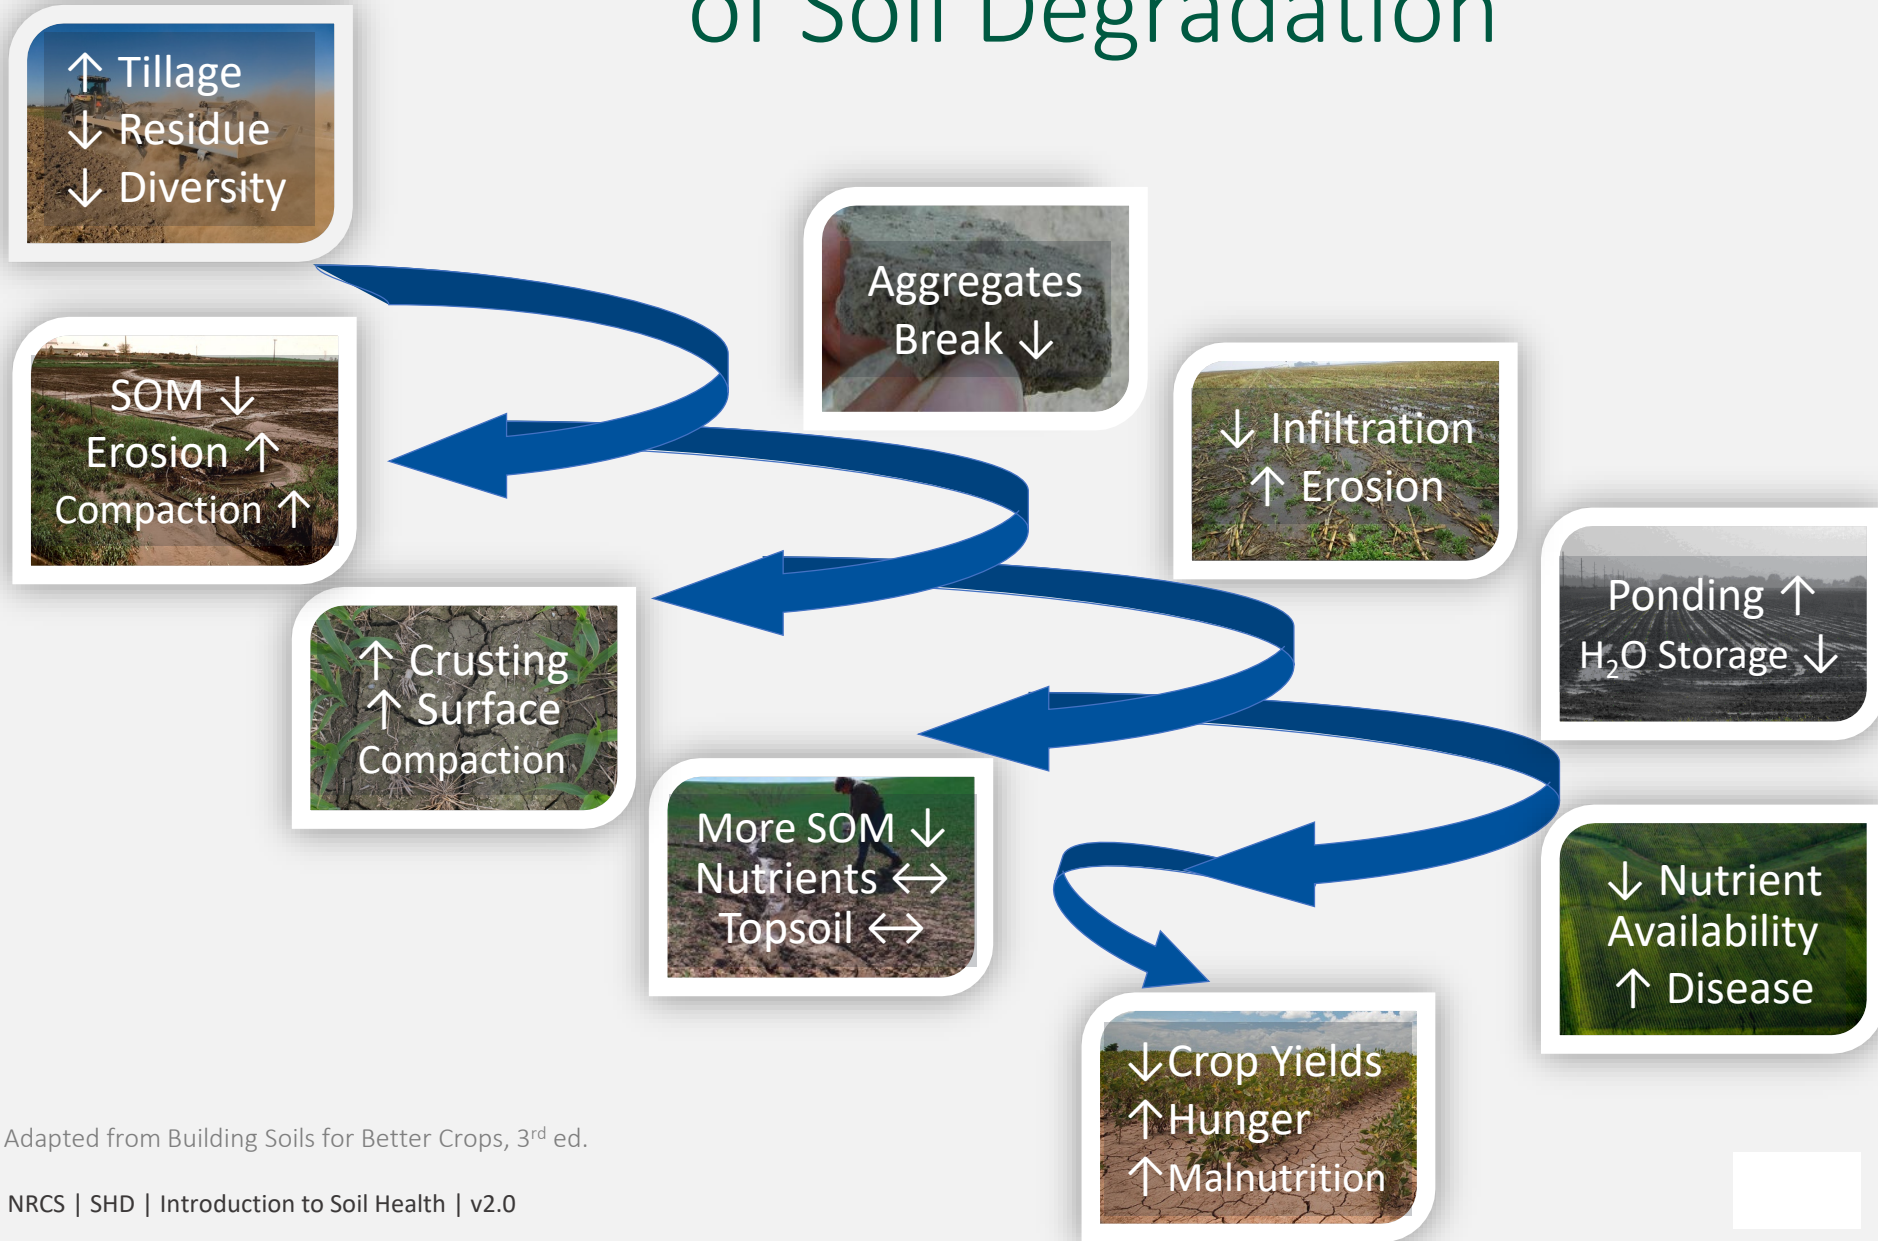 of Soil Degradation
↑ Tillage
↓ Residue
↓ Diversity
SOM ↓
Erosion ↑
Compaction ↑
Aggregates
Break ↓
↑ Crusting
↑ Surface
Compaction
↓ Infiltration
↑ Erosion
More SOM ↓
Nutrients ↔
Topsoil ↔
Ponding ↑
H₂O Storage ↓
↓ Nutrient
Availability
↑ Disease
↓Crop Yields
↑Hunger
↑Malnutrition
Adapted from Building Soils for Better Crops, 3rd ed.
NRCS | SHD | Introduction to Soil Health | v2.0